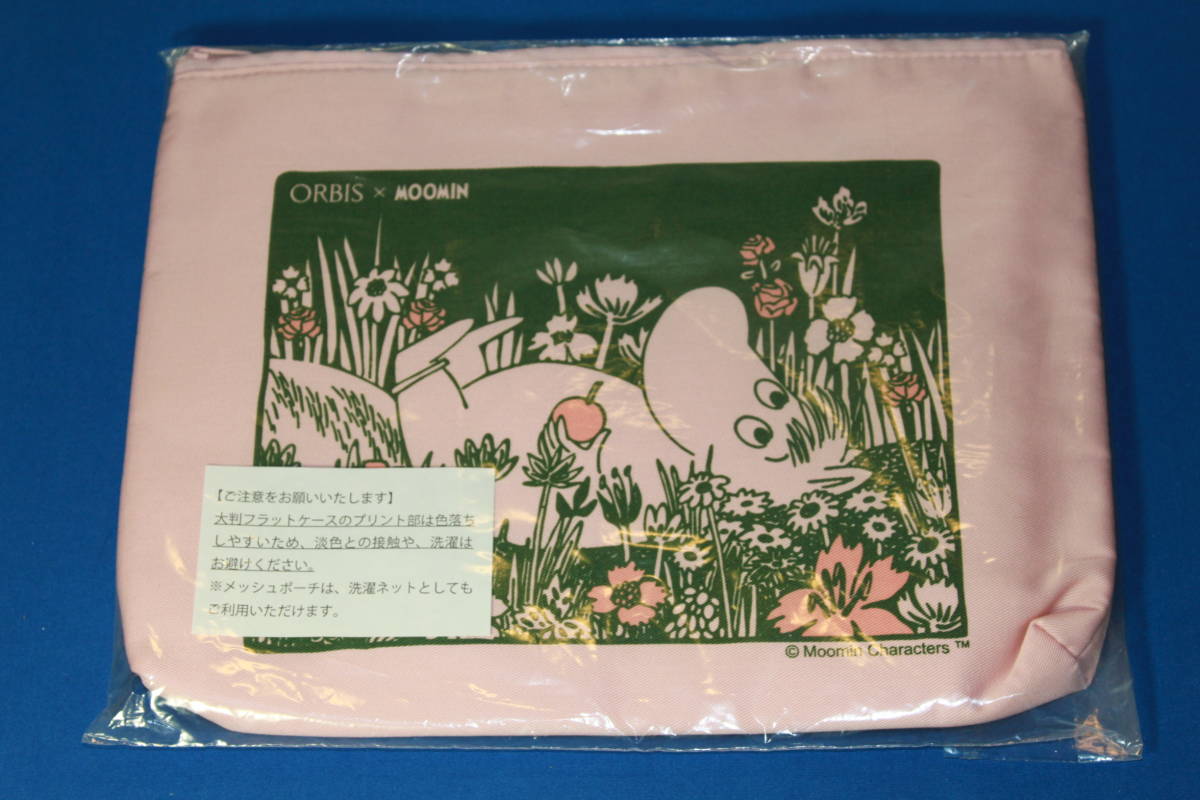 ORBIS × MOOMIN
【ご注意をお願いいたします】
大判フラットケースのプリント部は色落ち
しやすいため、淡色との接触や、洗濯は
お避けください。
※メッシュポーチは、洗濯ネットとしても
ご利用いただけます。
© Moomin Characters ™